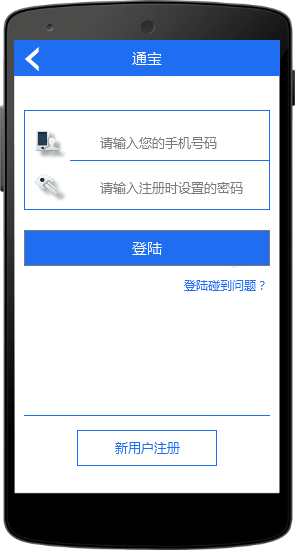 通宝
请输入您的手机号码
请输入注册时设置的密码
登陆
登陆碰到问题？
新用户注册